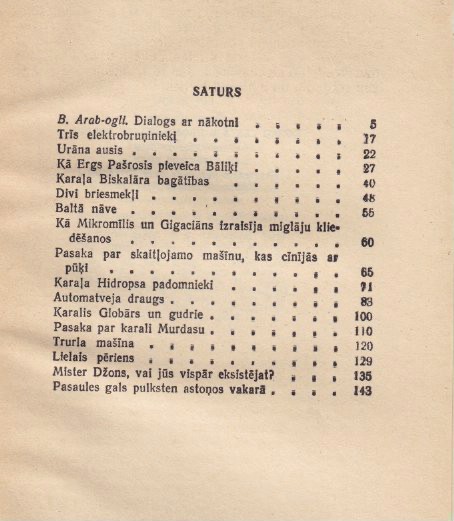 SATURS
B. Arab-ogli. Dialogs ar nākotni . . . . . . 5
Trīs elektrobruņinieki . . . . . . . 17
Urāna ausis . . . . . . . . . 22
Kā Ergs Pašrosis pieveica Bāliķi . . . . . 27
Karaļa Biskalāra bagātības . . . . . . 40
Divi briesmekļi . . . . . . . . 48
Baltā nāve . . . . . . . . . 55
Kā Mikromilis un Gigaciāns izraisīja miglāju klie-
dēšanos . . . . . . . . . 60
Pasaka par skaitļojamo mašīnu, kas cīnījās ar
pūķi . . . . . . . . . . 65
Karaļa Hidropsa padomnieki . . . . . . 71
Automatveja draugs . . . . . . . . 83
Karalis Globārs un gudrie . . . . . . 100
Pasaka par karali Murdasu . . . . . . 110
Trurla mašīna . . . . . . . . 120
Lielais pēriens . . . . . . . . 129
Mister Džons, vai jūs vispār eksistējat? . . . . 135
Pasaules gals pulksten astoņos vakarā . . . . 143